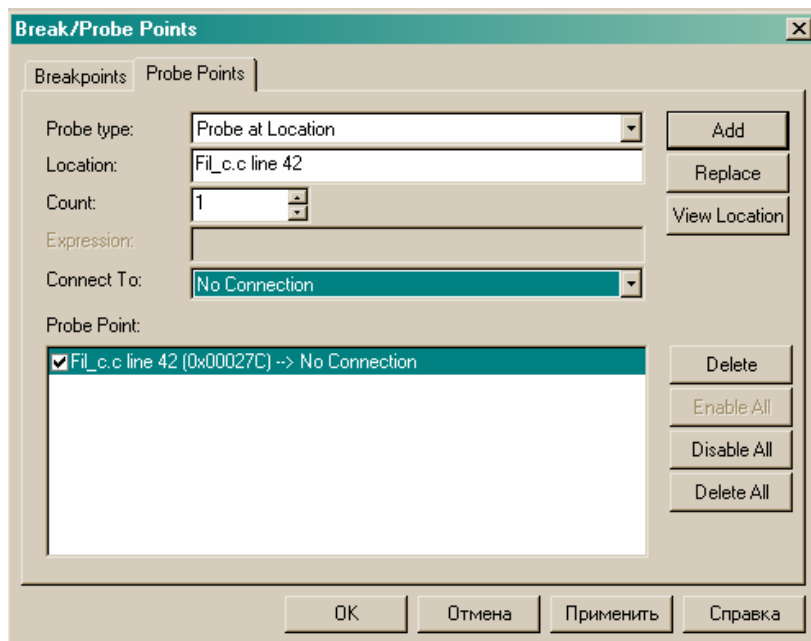 Break/Probe Points
Breakpoints Probe Points
Probe type: Probe at Location Add
Location: Fil_c.c line 42 Replace
Count: 1 View Location
Expression:
Connect To: No Connection
Probe Point:
Fil_c.c line 42 (0x00027C) --> No Connection Delete
Enable All
Disable All
Delete All
OK Отмена Применить Справка